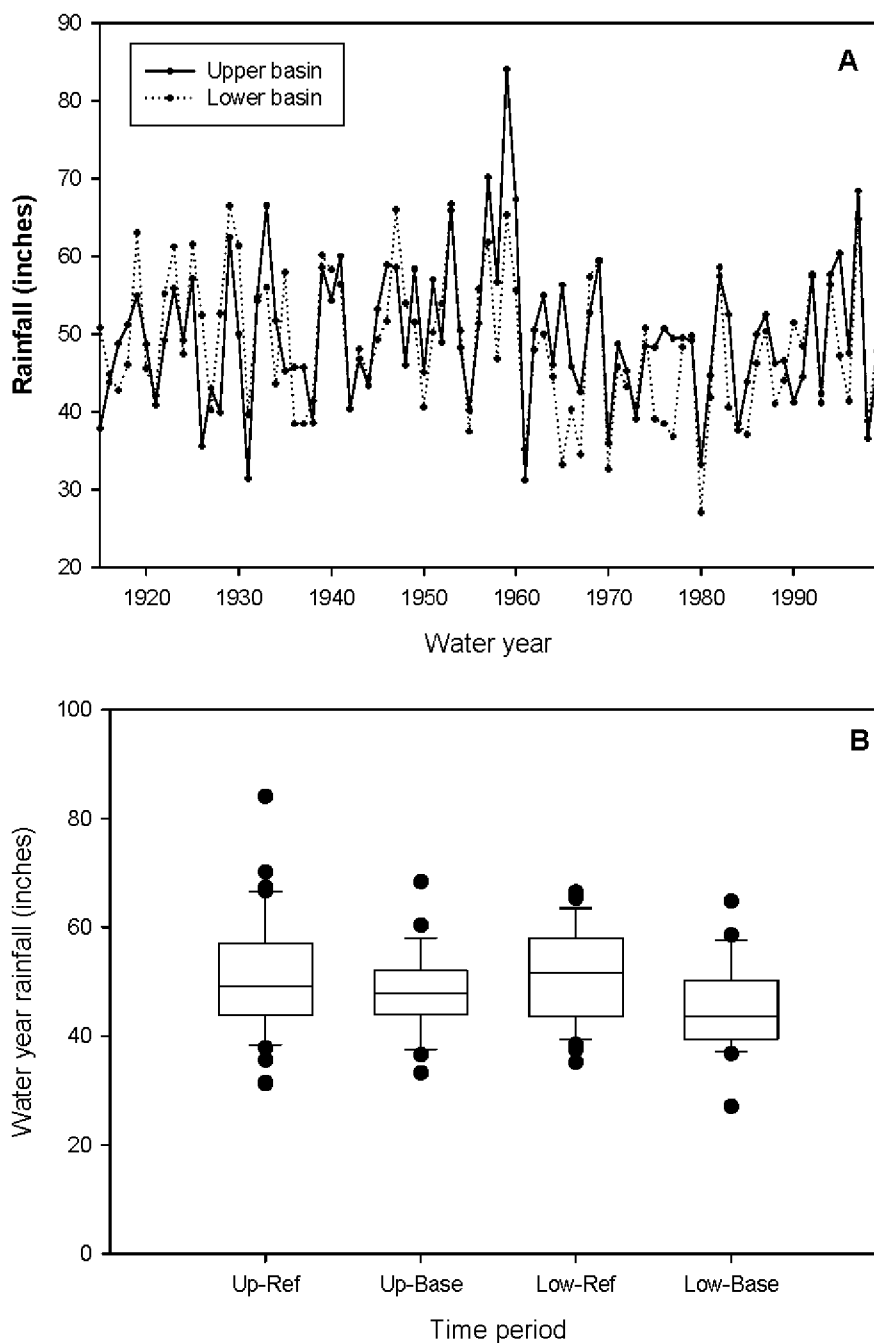 90
80
70
60
50
40
30
20
Rainfall (inches)
Upper basin
Lower basin
A
1920 1930 1940 1950 1960 1970 1980 1990
Water year
100
80
60
40
20
0
Water year rainfall (inches)
B
Up-Ref Up-Base Low-Ref Low-Base
Time period